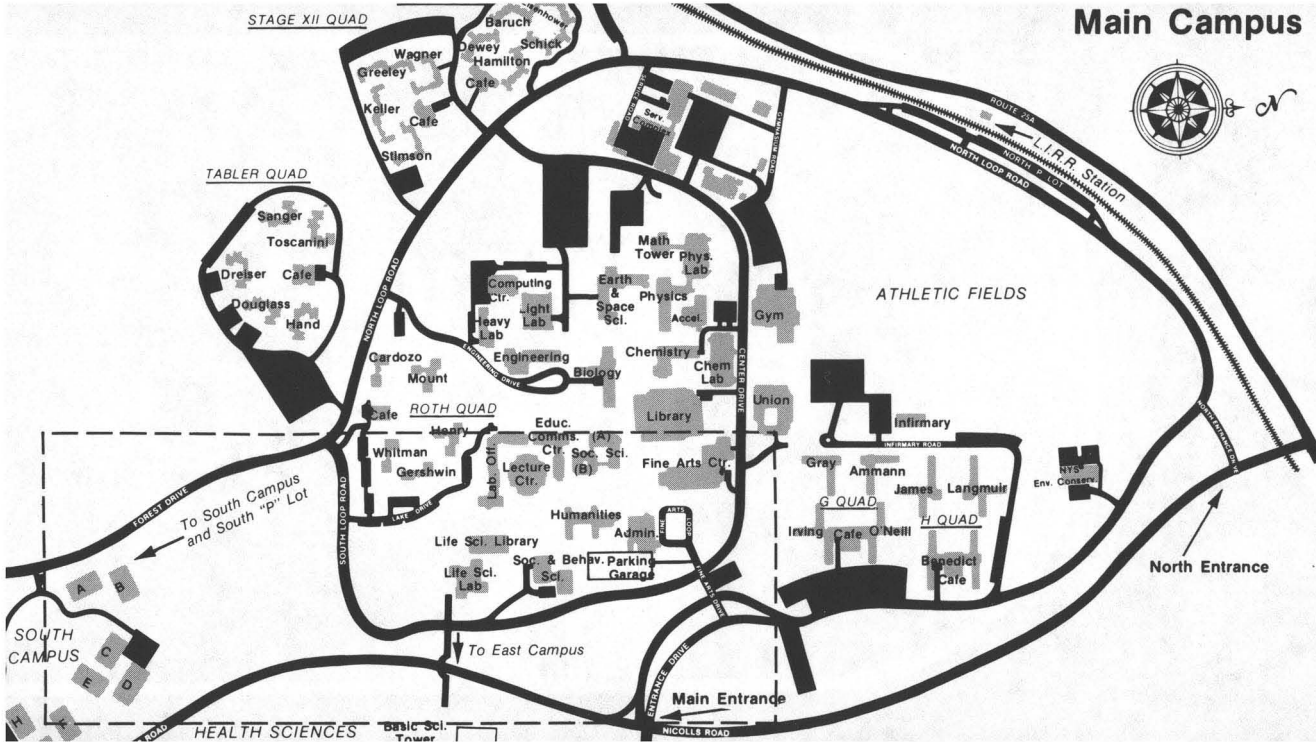 Main Campus
N
STAGE XII QUAD
Baruch
Dewey
Schick
Hamilton
Cafe
Wagner
Greeley
Keller
Cafe
Stimson
SERVICE ROAD
Serv.
Complex
GYMNASIUM ROAD
ROUTE 25A
L.I.R.R. Station
NORTH P LOT
NORTH LOOP ROAD
TABLER QUAD
Sanger
Toscanini
Dreiser
Cafe
Douglass
Hand
NORTH LOOP ROAD
Math
Tower
Phys.
Lab
Computing
Ctr.
Earth
&
Space
Sci.
Physics
Accel.
Light
Lab
Heavy
Lab
Gym
ATHLETIC FIELDS
ENGINEERING DRIVE
Engineering
Biology
Chemistry
Chem
Lab
CENTER DRIVE
Cardozo
Mount
Cafe
ROTH QUAD
Henry
Whitman
Gershwin
Educ.
Comms.
Ctr.
(A)
Soc. Sci.
(B)
Lab. Off.
Lecture
Ctr.
Library
Union
Fine Arts Ctr.
Infirmary
INFIRMARY ROAD
Gray
Ammann
James
Langmuir
G QUAD
Irving
Cafe
O'Neill
H QUAD
Benedict
Cafe
NYS
Env. Conserv.
NORTH ENTRANCE DRIVE
North Entrance
FOREST DRIVE
To South Campus
and South "P" Lot
SOUTH LOOP ROAD
LAKE DRIVE
Humanities
Admin.
FINE ARTS LOOP
Life Sci. Library
Life Sci.
Lab
Soc. & Behav.
Sci.
Parking
Garage
FINE ARTS DRIVE
A
B
SOUTH
CAMPUS
C
E
D
H
F
To East Campus
ENTRANCE DRIVE
Main Entrance
NICOLLS ROAD
ROAD
HEALTH SCIENCES
Basic Sci.
Tower